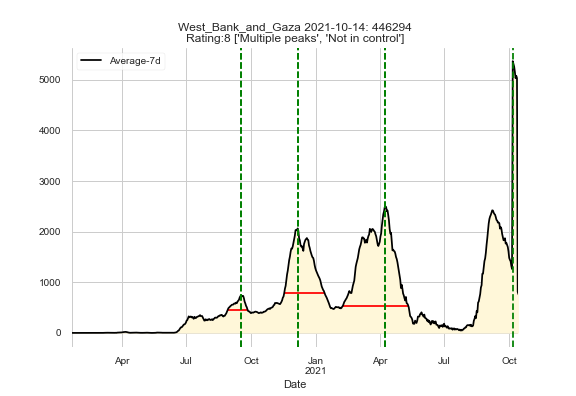 West_Bank_and_Gaza 2021-10-14: 446294
Rating:8 ['Multiple peaks', 'Not in control']
Average-7d
5000
4000
3000
2000
1000
0
Apr Jul Oct Jan Apr Jul Oct
2021
Date